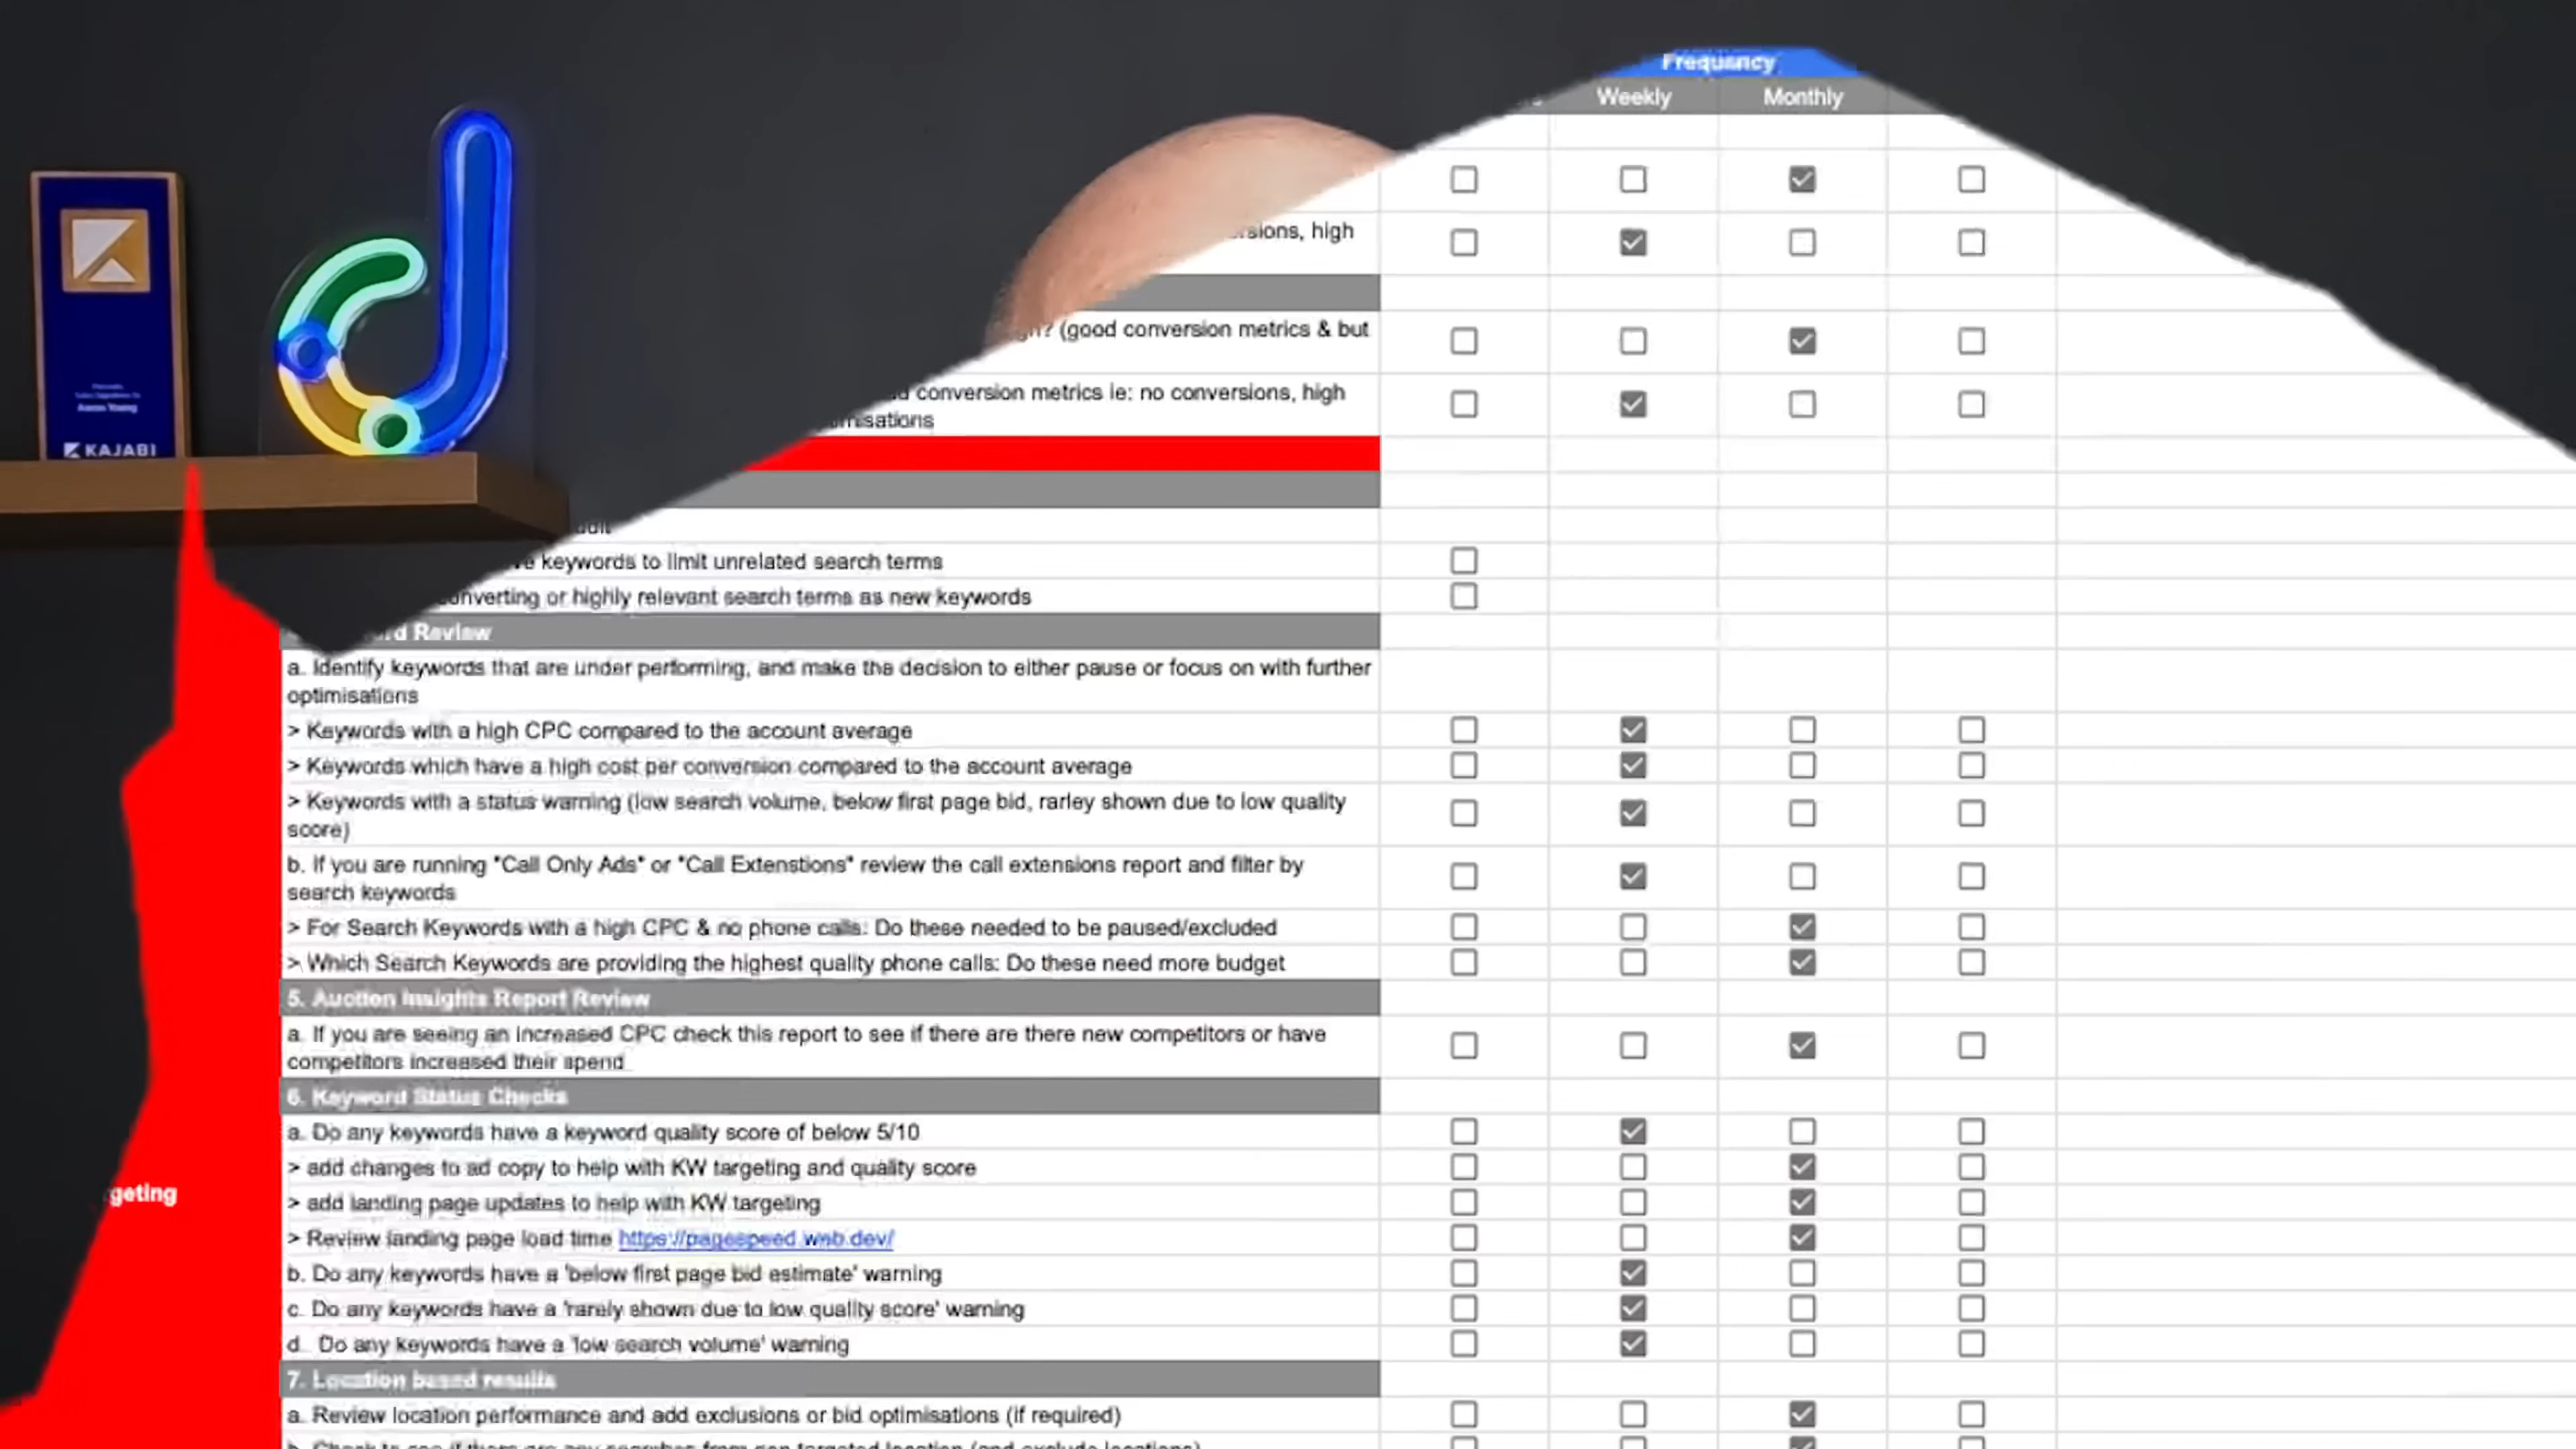 Frequency
Weekly
Monthly
Aaron Young
KAJABI
high
? (good conversion metrics & but
conversion metrics ie: no conversions, high
keywords to limit unrelated search terms
or highly relevant search terms as new keywords
Review
a. Identify keywords that are under performing, and make the decision to either pause or focus on with further
optimisations
> Keywords with a high CPC compared to the account average
> Keywords which have a high cost per conversion compared to the account average
> Keywords with a status warning (low search volume, below first page bid, rarley shown due to low quality
score)
b. If you are running "Call Only Ads" or "Call Extenstions" review the call extensions report and filter by
search keywords
> For Search Keywords with a high CPC & no phone calls: Do these needed to be paused/excluded
> Which Search Keywords are providing the highest quality phone calls: Do these need more budget
5. Auction Insights Report Review
a. If you are seeing an increased CPC check this report to see if there are there new competitors or have
competitors increased their spend
6. Keyword Status Checks
a. Do any keywords have a keyword quality score of below 5/10
> add changes to ad copy to help with KW targeting and quality score
geting
> add landing page updates to help with KW targeting
> Review landing page load time https://pagespeed.web.dev/
b. Do any keywords have a 'below first page bid estimate' warning
c. Do any keywords have a 'rarely shown due to low quality score' warning
d. Do any keywords have a 'low search volume' warning
7. Location based results
a. Review location performance and add exclusions or bid optimisations (if required)